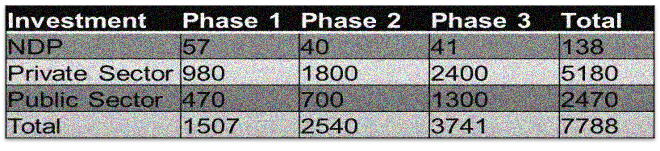 Investment Phase 1 Phase 2 Phase 3 Total
NDP 57 40 41 138
Private Sector 980 1800 2400 5180
Public Sector 470 700 1300 2470
Total 1507 2540 3741 7788